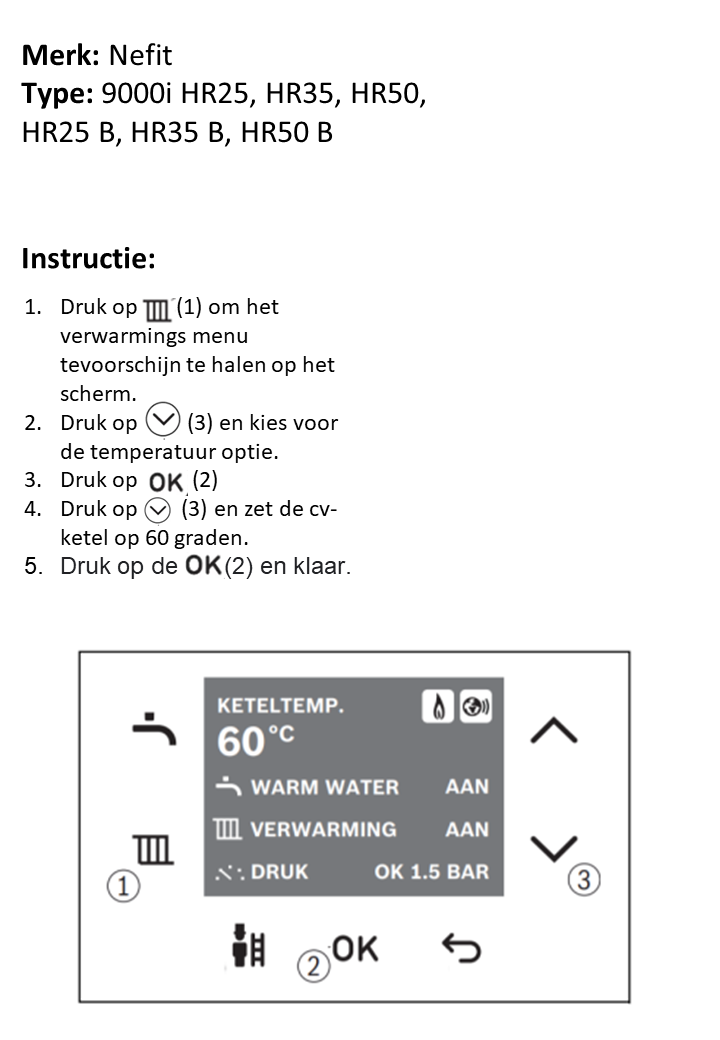 Merk: Nefit
Type: 9000i HR25, HR35, HR50,
HR25 B, HR35 B, HR50 B
Instructie:
1. Druk op (1) om het
verwarmings menu
tevoorschijn te halen op het
scherm.
2. Druk op (3) en kies voor
de temperatuur optie.
3. Druk op OK (2)
4. Druk op (3) en zet de cv-
ketel op 60 graden.
5. Druk op de OK (2) en klaar.
KETELTEMP.
60°C
WARM WATER AAN
VERWARMING AAN
DRUK OK 1.5 BAR
1
3
2 OK